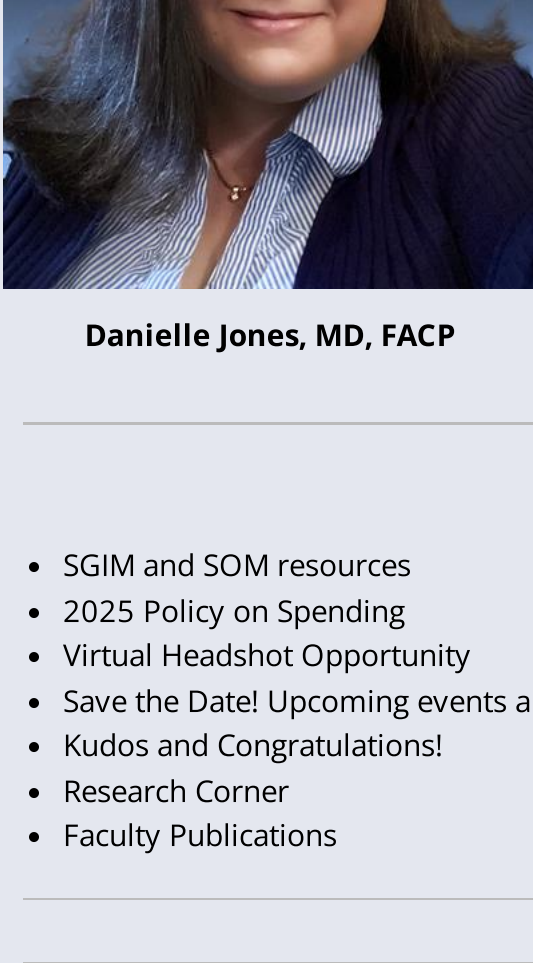 Danielle Jones, MD, FACP
SGIM and SOM resources
2025 Policy on Spending
Virtual Headshot Opportunity
Save the Date! Upcoming events a
Kudos and Congratulations!
Research Corner
Faculty Publications